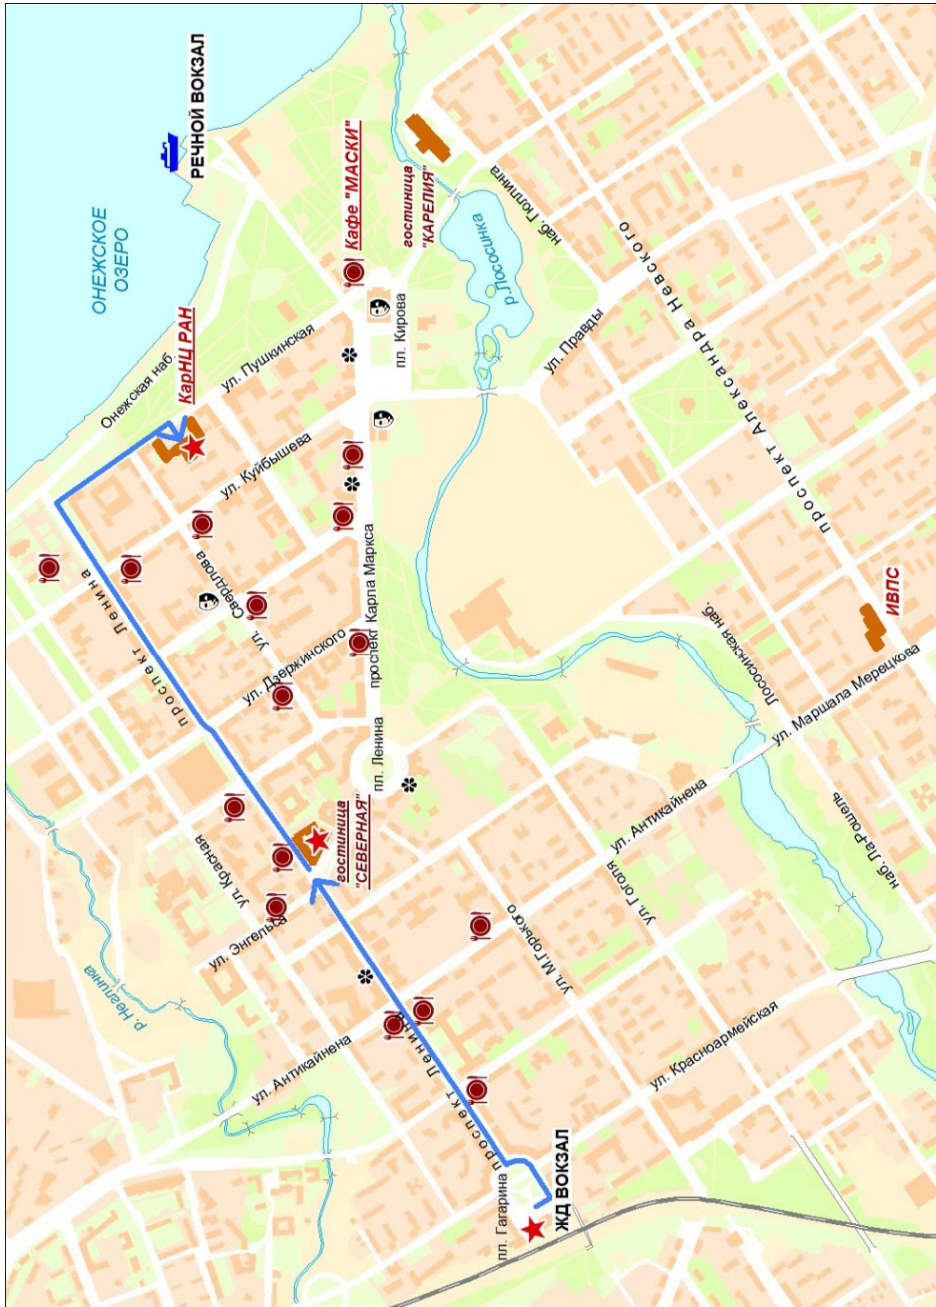 ОНЕЖСКОЕ
ОЗЕРО
РЕЧНОЙ ВОКЗАЛ
КарНЦ РАН
Онежская наб.
ул. Пушкинская
Кафе "МАСКИ"
гостиница
"КАРЕЛИЯ"
пл. Кирова
р.Лососинка
наб. Гюллинга
ул. Правды
проспект Александра Невского
ул. Куйбышева
ул. Свердлова
ул. Дзержинского
проспект Карла Маркса
пл. Ленина
проспект Ленина
ул. Красная
гостиница
"СЕВЕРНАЯ"
ул. Энгельса
р. Неглинка
ул. Антикайнена
ул. Антикайнена
ул. М.Горького
ул. Гоголя
Лососинская наб.
ИВПС
ул. Маршала Мерецкова
наб. Ла-Рошель
ул. Красноармейская
проспект Ленина
пл. Гагарина
ЖД ВОКЗАЛ